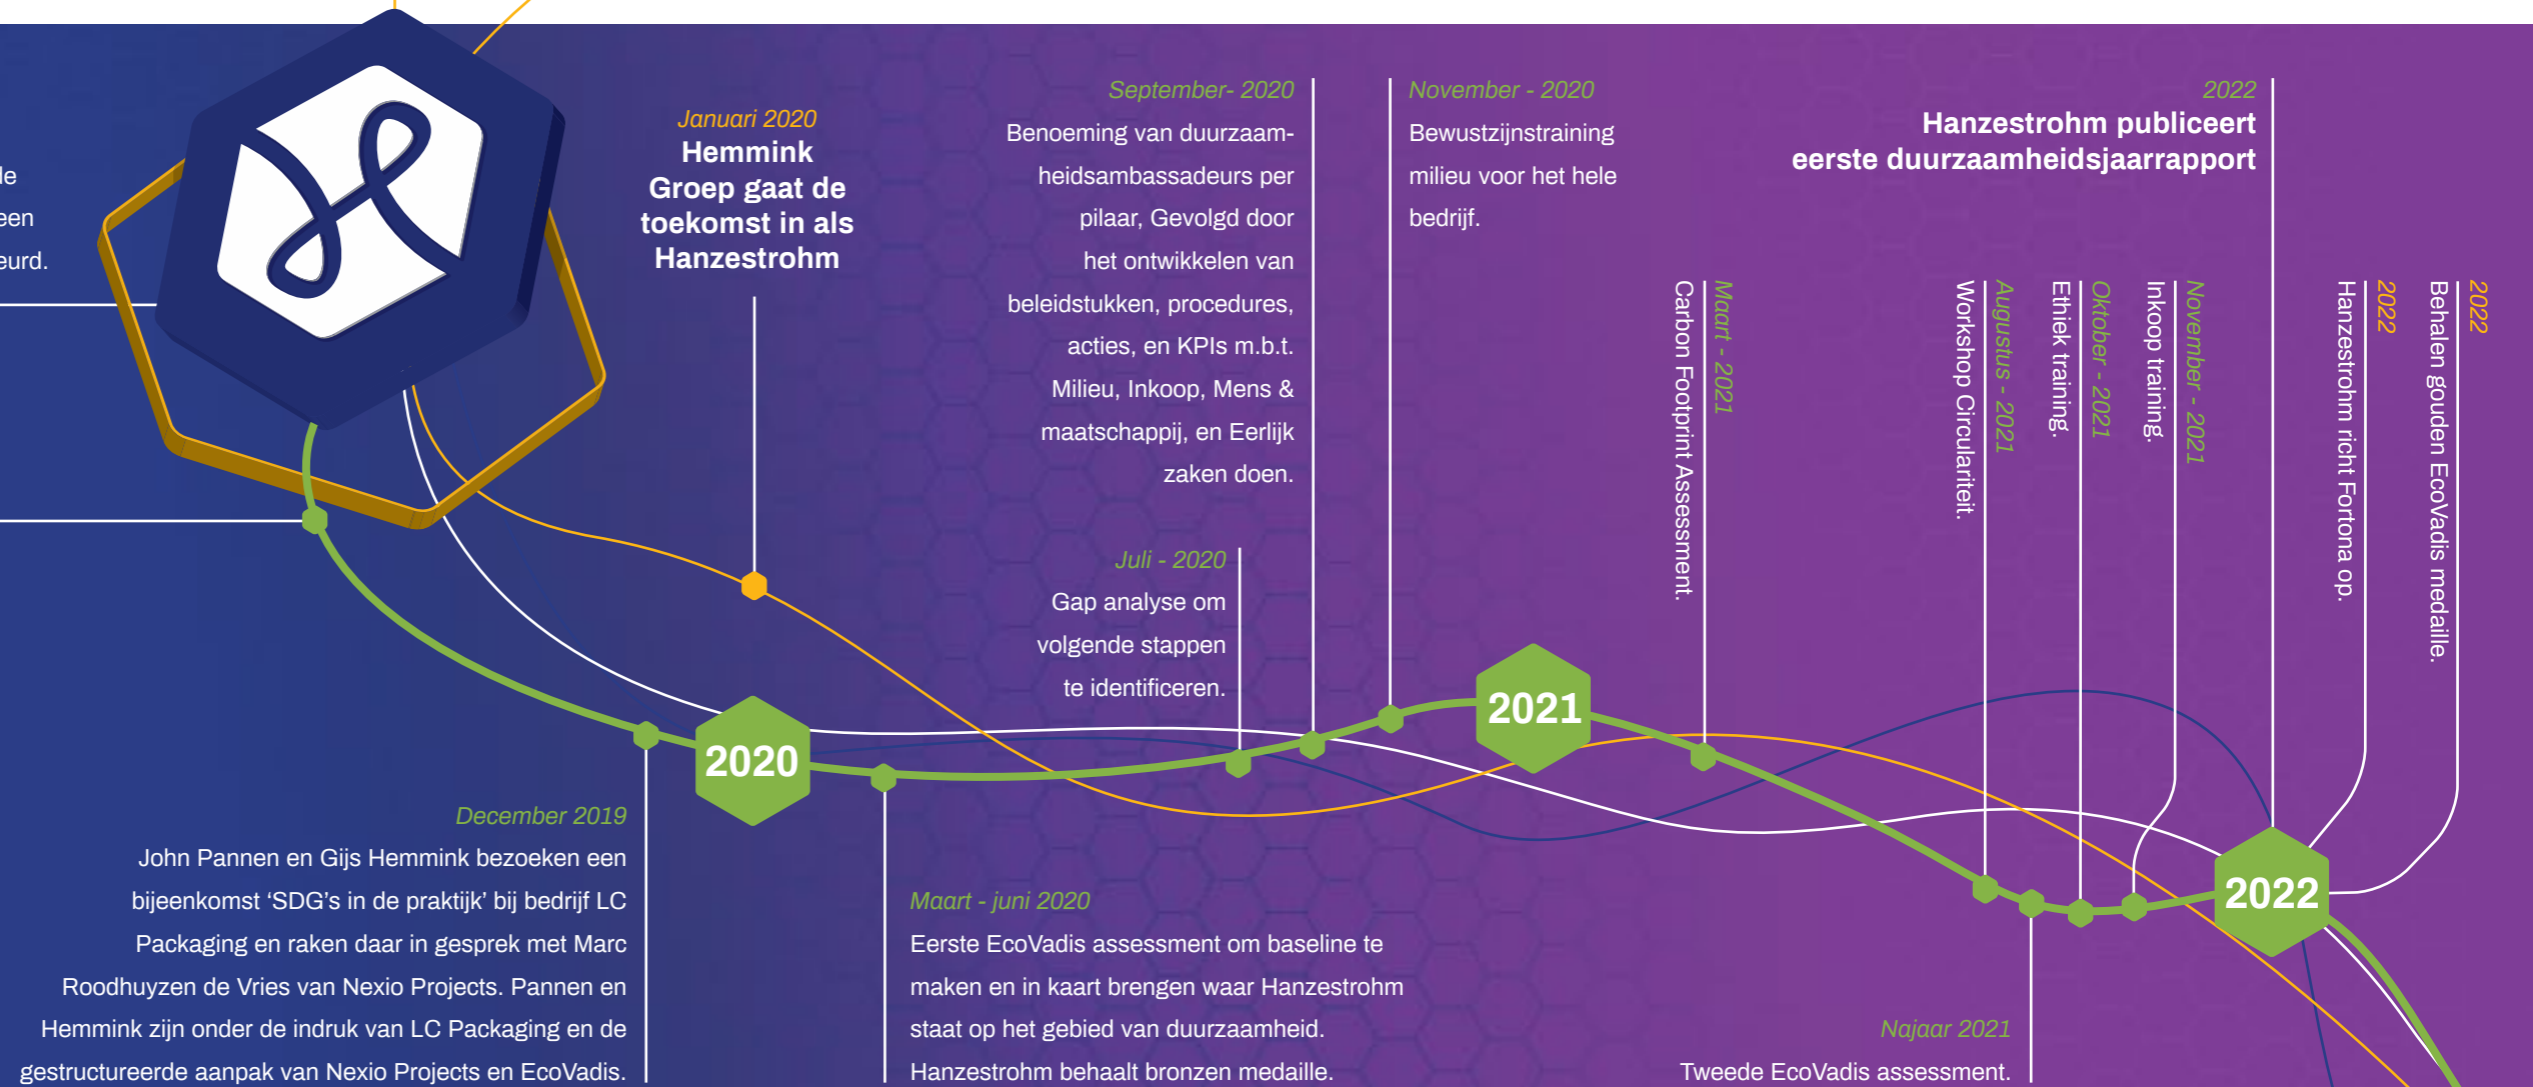 de
een
eurd.
Januari 2020
Hemmink
Groep gaat de
toekomst in als
Hanzestrohm
September- 2020
Benoeming van duurzaam-
heidsambassadeurs per
pilaar, Gevolgd door
het ontwikkelen van
beleidstukken, procedures,
acties, en KPIs m.b.t.
Milieu, Inkoop, Mens &
maatschappij, en Eerlijk
zaken doen.
November - 2020
Bewustzijnstraining
milieu voor het hele
bedrijf.
2022
Hanzestrohm publiceert
eerste duurzaamheidsjaarrapport
Maart - 2021
Carbon Footprint Assessment.
Augustus - 2021
Workshop Circulariteit.
Oktober - 2021
Ethiek training.
November - 2021
Inkoop training.
2022
Hanzestrohm richt Fortona op.
2022
Behalen gouden EcoVadis medaille.
Juli - 2020
Gap analyse om
volgende stappen
te identificeren.
2020
2021
2022
December 2019
John Pannen en Gijs Hemmink bezoeken een
bijeenkomst ‘SDG’s in de praktijk’ bij bedrijf LC
Packaging en raken daar in gesprek met Marc
Roodhuyzen de Vries van Nexio Projects. Pannen en
Hemmink zijn onder de indruk van LC Packaging en de
gestructureerde aanpak van Nexio Projects en EcoVadis.
Maart - juni 2020
Eerste EcoVadis assessment om baseline te
maken en in kaart brengen waar Hanzestrohm
staat op het gebied van duurzaamheid.
Hanzestrohm behaalt bronzen medaille.
Najaar 2021
Tweede EcoVadis assessment.